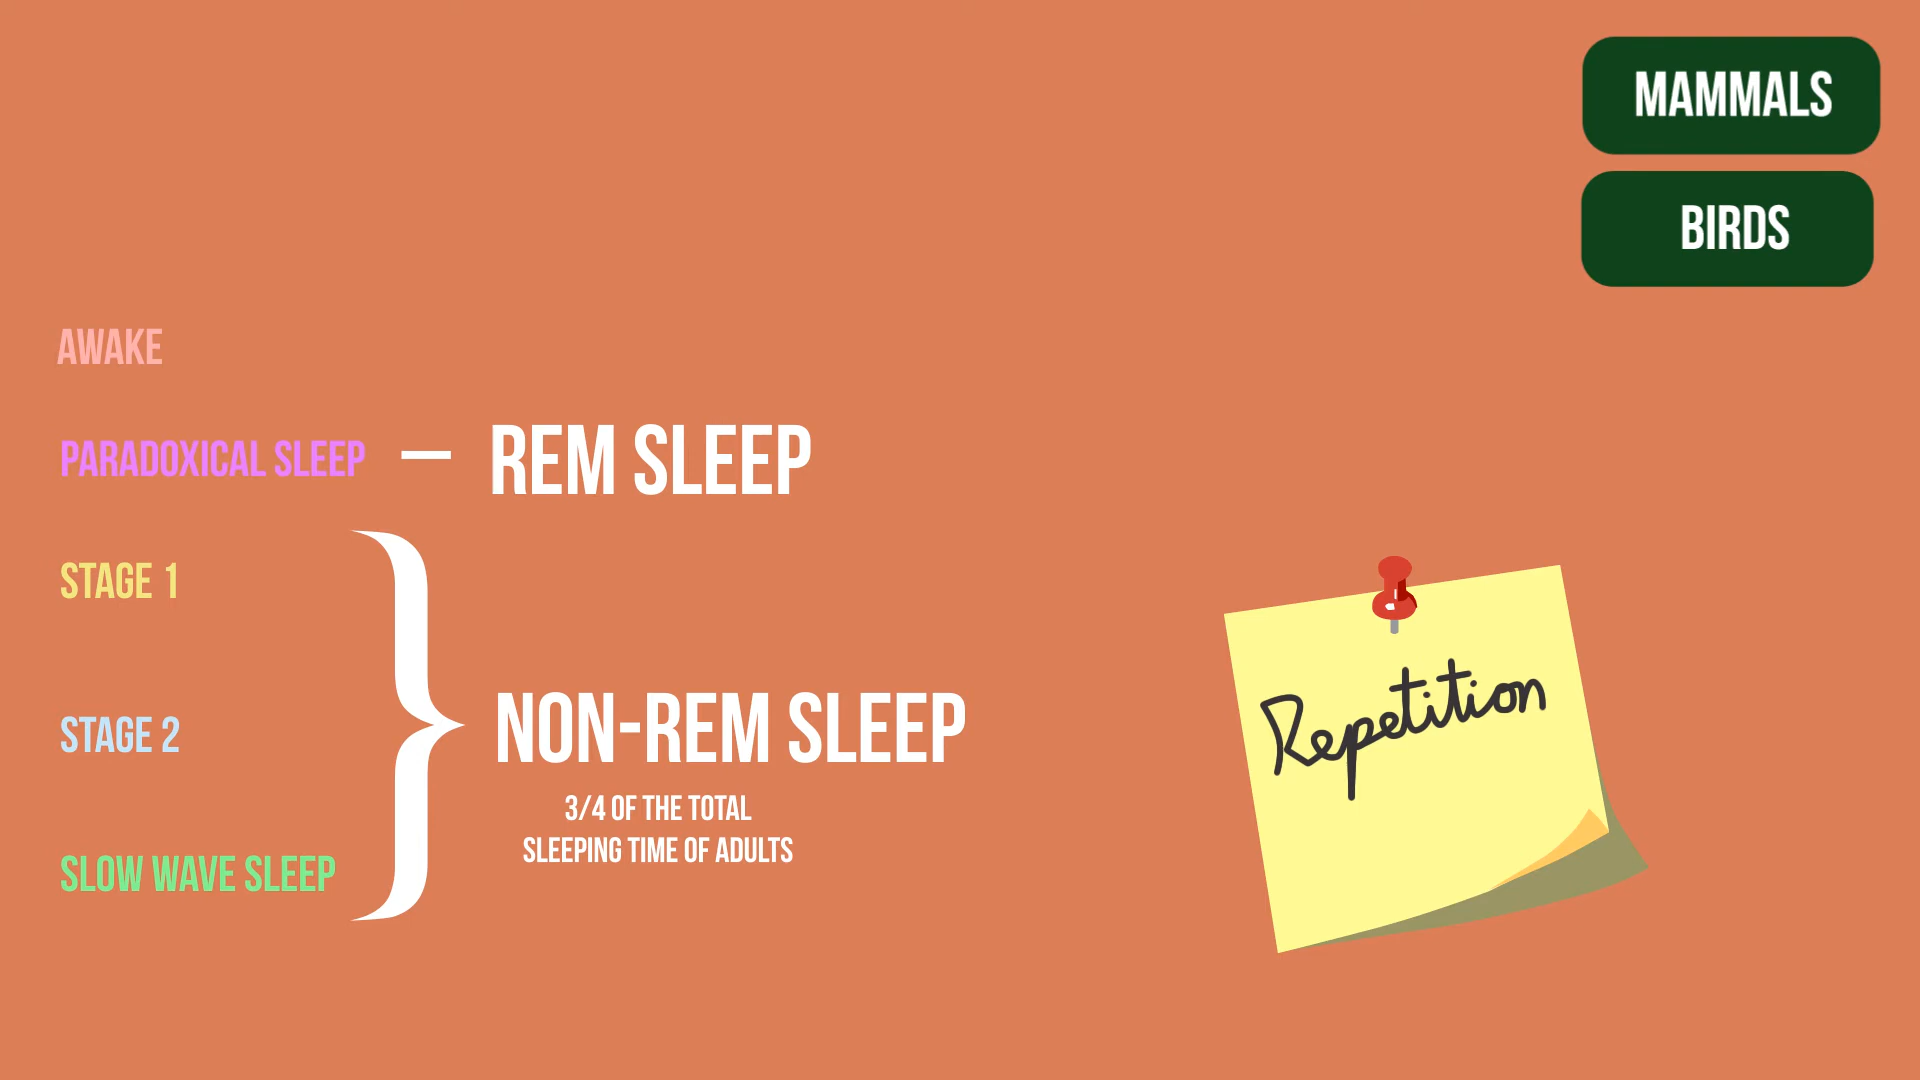 MAMMALS
BIRDS
AWAKE
PARADOXICAL SLEEP – REM SLEEP
STAGE 1
STAGE 2
SLOW WAVE SLEEP
NON-REM SLEEP
3/4 OF THE TOTAL
SLEEPING TIME OF ADULTS
Repetition